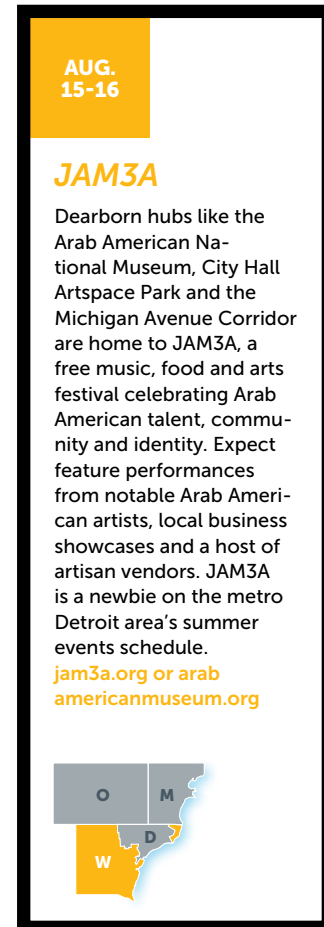 AUG.
15-16
JAM3A
Dearborn hubs like the
Arab American Na-
tional Museum, City Hall
Artspace Park and the
Michigan Avenue Corridor
are home to JAM3A, a
free music, food and arts
festival celebrating Arab
American talent, commu-
nity and identity. Expect
feature performances
from notable Arab Ameri-
can artists, local business
showcases and a host of
artisan vendors. JAM3A
is a newbie on the metro
Detroit area's summer
events schedule.
jam3a.org or arab
americanmuseum.org
O M
D
W